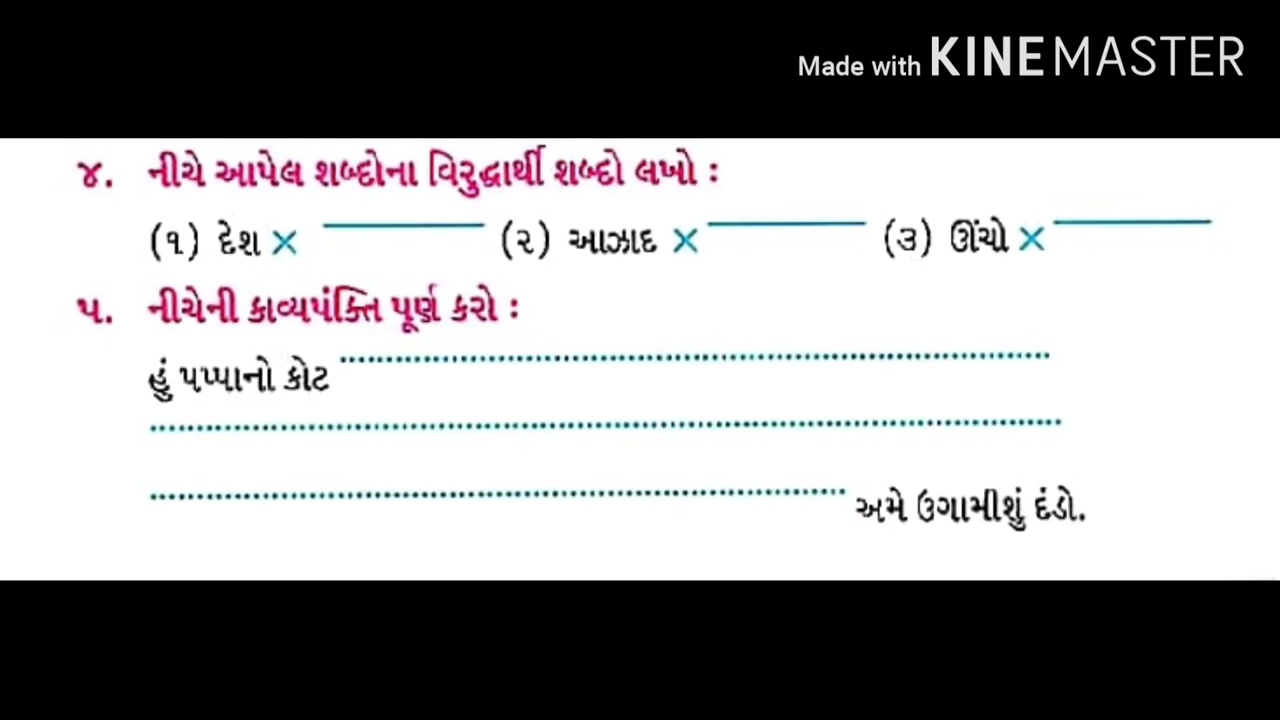 Made with KINEMASTER
૪. નીચે આપેલ શબ્દોના વિરુદ્ધાર્થી શબ્દો લખો :
(૧) દેશ × (૨) આઝાદ × (૩) ઊંચો ×
૫. નીચેની કાવ્યપંક્તિ પૂર્ણ કરો :
હું પપ્પાનો કોટ
અમે ઉગામીશું દંડો.